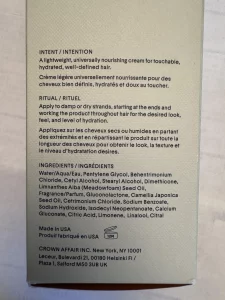 INTENT / INTENTION
A lightweight, universally nourishing cream for touchable,
hydrated, well-defined hair.
Crème légère universellement nourrissante pour des
cheveux bien définis, hydratés et doux au toucher.
RITUAL / RITUEL
Apply to damp or dry strands, starting at the ends and
working the product throughout hair for the desired look,
feel, and level of hydration.
Appliquez sur les cheveux secs ou humides en partant
des extrémités et en répartissant le produit sur toute la
longueur des cheveux pour obtenir le look, la texture et
le niveau d'hydratation désirés.
INGREDIENTS / INGRÉDIENTS
Water/Aqua/Eau, Pentylene Glycol, Behentrimonium
Chloride, Cetyl Alcohol, Stearyl Alcohol, Dimethicone,
Limnanthes Alba (Meadowfoam) Seed Oil,
Fragrance/Parfum, Gluconolactone, Camellia Japonica
Seed Oil, Cetrimonium Chloride, Sodium Benzoate,
Sodium Hydroxide, Isodecyl Neopentanoate, Calcium
Gluconate, Citric Acid, Limonene, Linalool, Citral
Made in USA
Produit fabriqué en USA
CROWN AFFAIR INC. New York, NY 10001
Leceur, Bulevardi 21, 00180 Helsinki FI /
Plaza 1, Salford M50 3UB UK